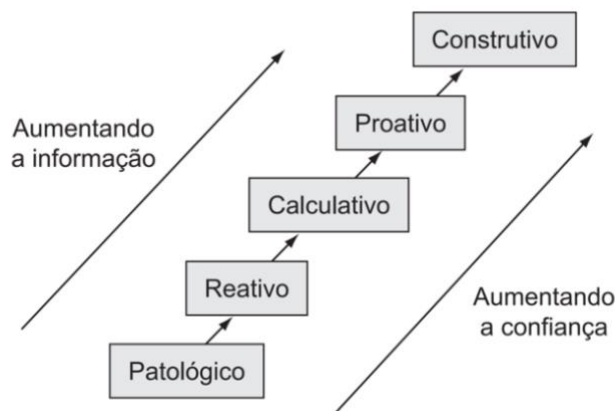 Construtivo
Aumentando
a informação
Proativo
Calculativo
Reativo
Aumentando
a confiança
Patológico